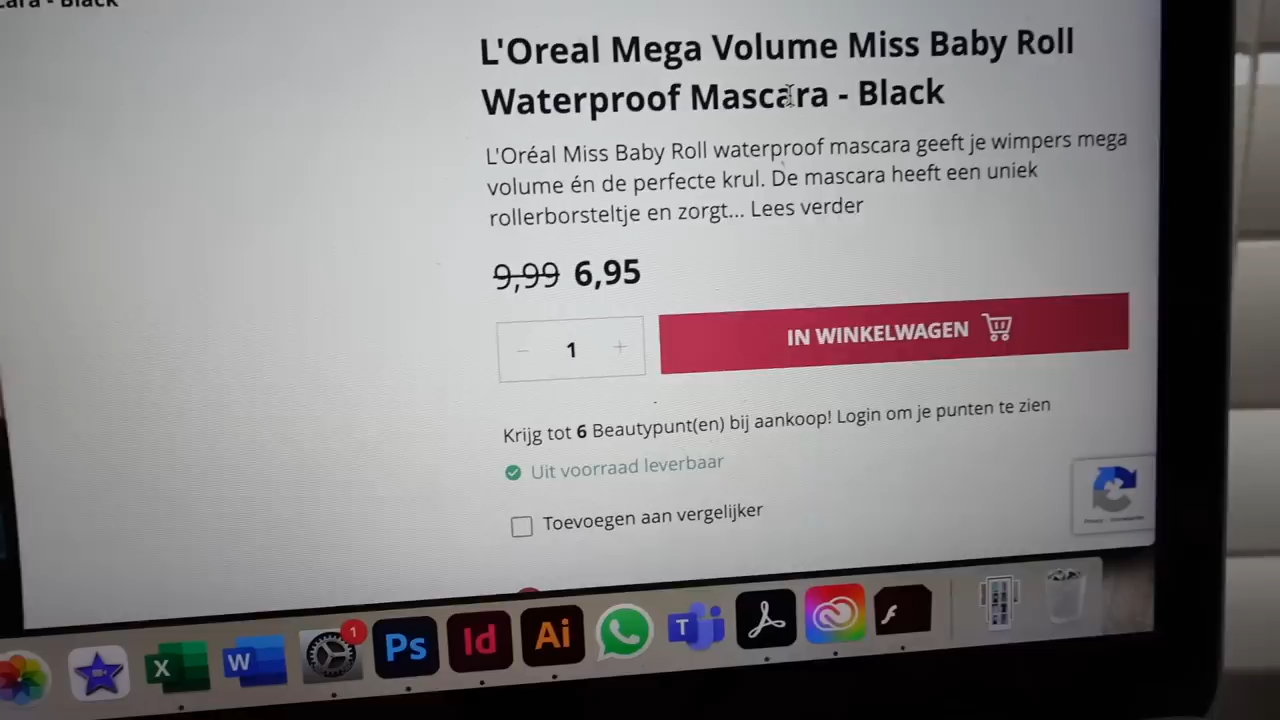 L'Oreal Mega Volume Miss Baby Roll
Waterproof Mascara - Black
L'Oréal Miss Baby Roll waterproof mascara geeft je wimpers mega
volume én de perfecte krul. De mascara heeft een uniek
rollerborsteltje en zorgt... Lees verder
9,99 6,95
1
IN WINKELWAGEN
Krijg tot 6 Beautypunt(en) bij aankoop! Login om je punten te zien
Uit voorraad leverbaar
Toevoegen aan vergelijker
X
W
1
Ps
Id
Ai
T